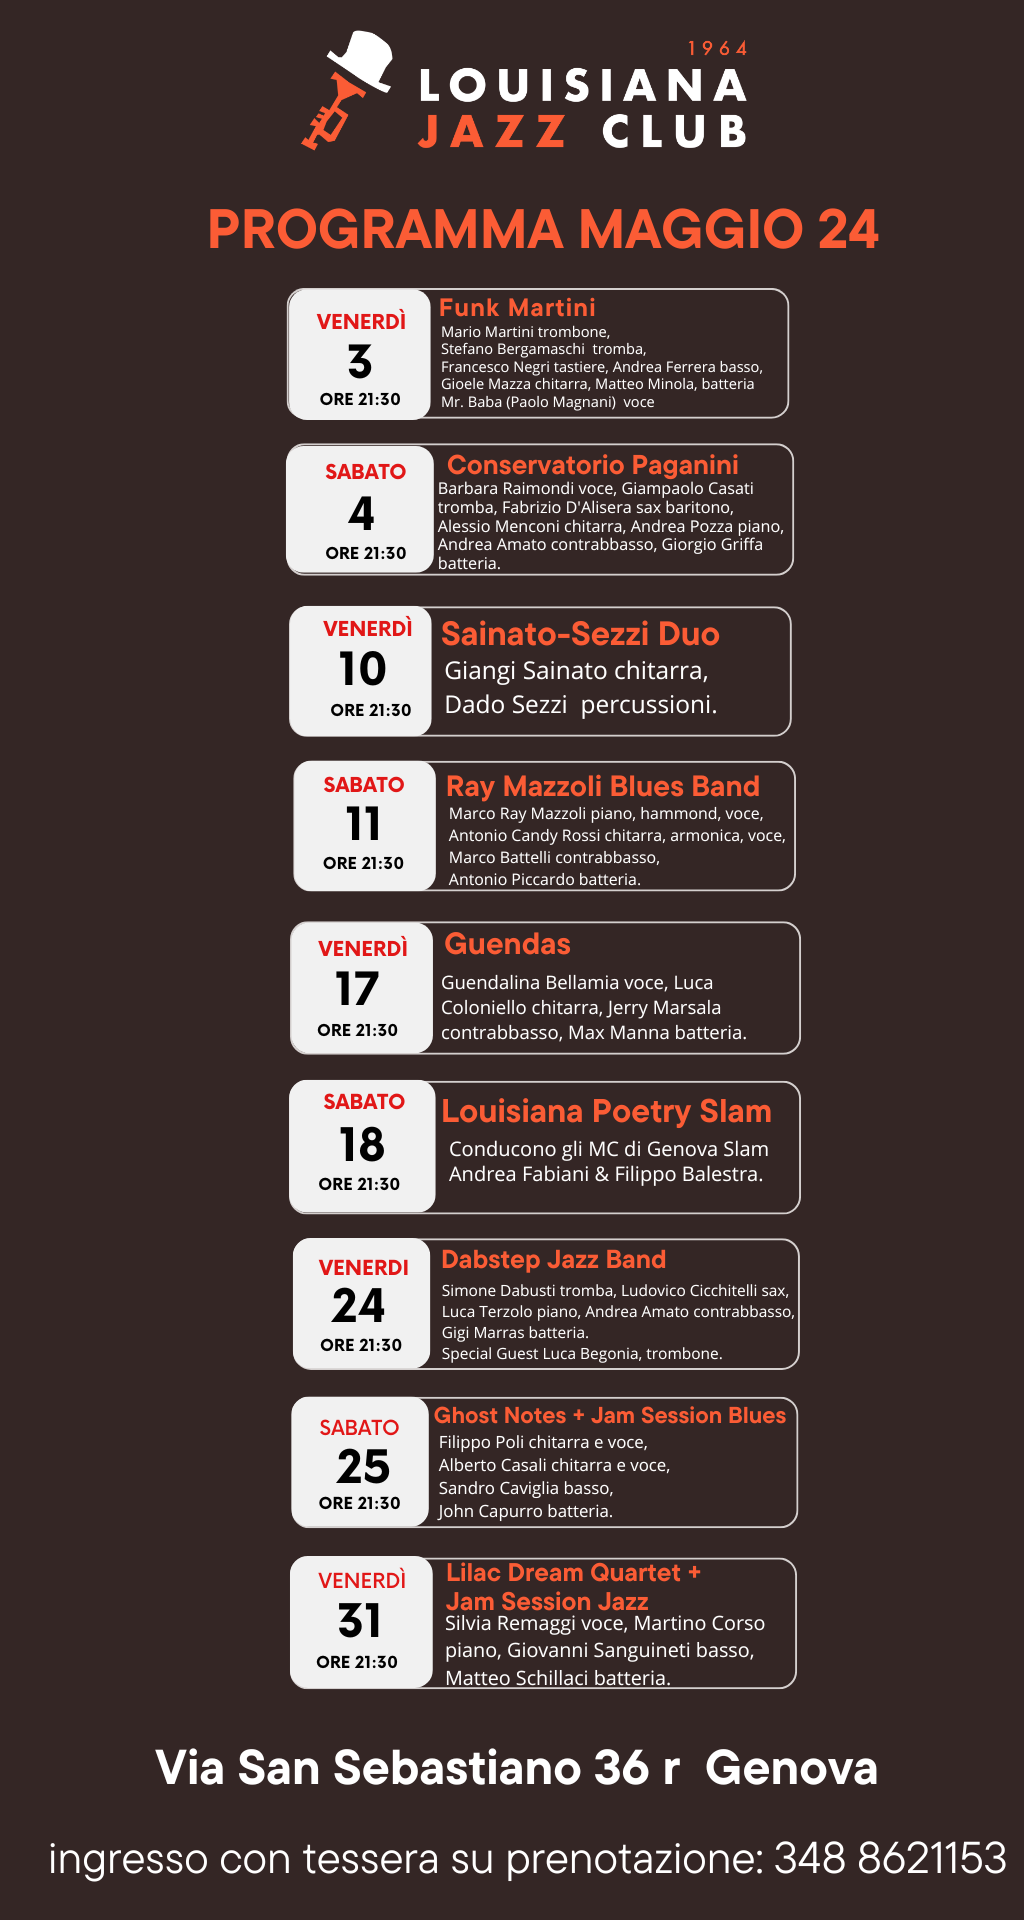 1964
LOUISIANA
JAZZ CLUB
PROGRAMMA MAGGIO 24
VENERDÌ
3
ORE 21:30
Funk Martini
Mario Martini trombone,
Stefano Bergamaschi  tromba,
Francesco Negri tastiere, Andrea Ferrera basso,
Gioele Mazza chitarra, Matteo Minola, batteria
Mr. Baba (Paolo Magnani)  voce
SABATO
4
ORE 21:30
Conservatorio Paganini
Barbara Raimondi voce, Giampaolo Casati
tromba, Fabrizio D'Alisera sax baritono,
Alessio Menconi chitarra, Andrea Pozza piano,
Andrea Amato contrabbasso, Giorgio Griffa
batteria.
VENERDÌ
10
ORE 21:30
Sainato-Sezzi Duo
Giangi Sainato chitarra,
Dado Sezzi  percussioni.
SABATO
11
ORE 21:30
Ray Mazzoli Blues Band
Marco Ray Mazzoli piano, hammond, voce,
Antonio Candy Rossi chitarra, armonica, voce,
Marco Battelli contrabbasso,
Antonio Piccardo batteria.
VENERDÌ
17
ORE 21:30
Guendas
Guendalina Bellamia voce, Luca
Coloniello chitarra, Jerry Marsala
contrabbasso, Max Manna batteria.
SABATO
18
ORE 21:30
Louisiana Poetry Slam
Conducono gli MC di Genova Slam
Andrea Fabiani & Filippo Balestra.
VENERDI
24
ORE 21:30
Dabstep Jazz Band
Simone Dabusti tromba, Ludovico Cicchitelli sax,
Luca Terzolo piano, Andrea Amato contrabbasso,
Gigi Marras batteria.
Special Guest Luca Begonia, trombone.
SABATO
25
ORE 21:30
Ghost Notes + Jam Session Blues
Filippo Poli chitarra e voce,
Alberto Casali chitarra e voce,
Sandro Caviglia basso,
John Capurro batteria.
VENERDÌ
31
ORE 21:30
Lilac Dream Quartet +
Jam Session Jazz
Silvia Remaggi voce, Martino Corso
piano, Giovanni Sanguineti basso,
Matteo Schillaci batteria.
Via San Sebastiano 36 r  Genova
ingresso con tessera su prenotazione: 348 8621153